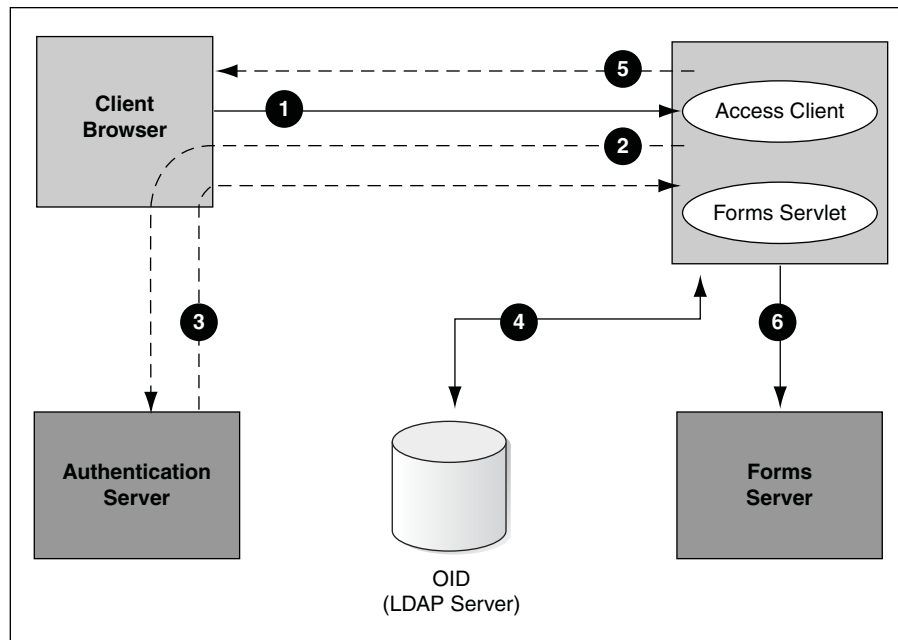 Client
Browser
5
1
Access Client
2
Forms Servlet
3
4
6
Authentication
Server
Forms
Server
OID
(LDAP Server)